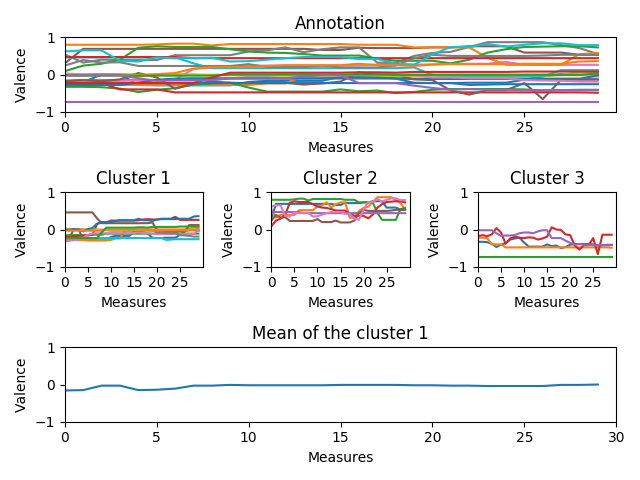 Annotation
Valence
1
0
−1
0 5 10 15 20 25
Measures
Cluster 1
Valence
1
0
−1
0 5 10 15 20 25
Measures
Cluster 2
Valence
1
0
−1
0 5 10 15 20 25
Measures
Cluster 3
Valence
1
0
−1
0 5 10 15 20 25
Measures
Mean of the cluster 1
Valence
1
0
−1
0 5 10 15 20 25 30
Measures